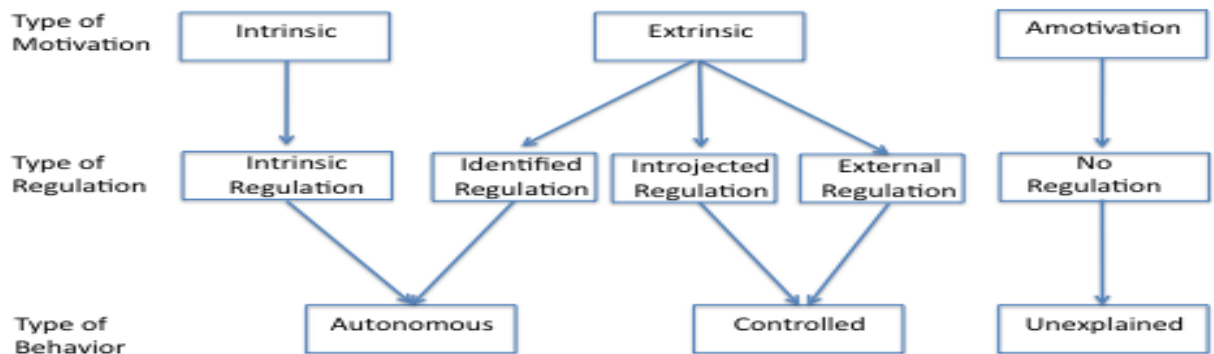 Type of
Motivation
Intrinsic
Extrinsic
Amotivation
Type of
Regulation
Intrinsic
Regulation
Identified
Regulation
Introjected
Regulation
External
Regulation
No
Regulation
Type of
Behavior
Autonomous
Controlled
Unexplained